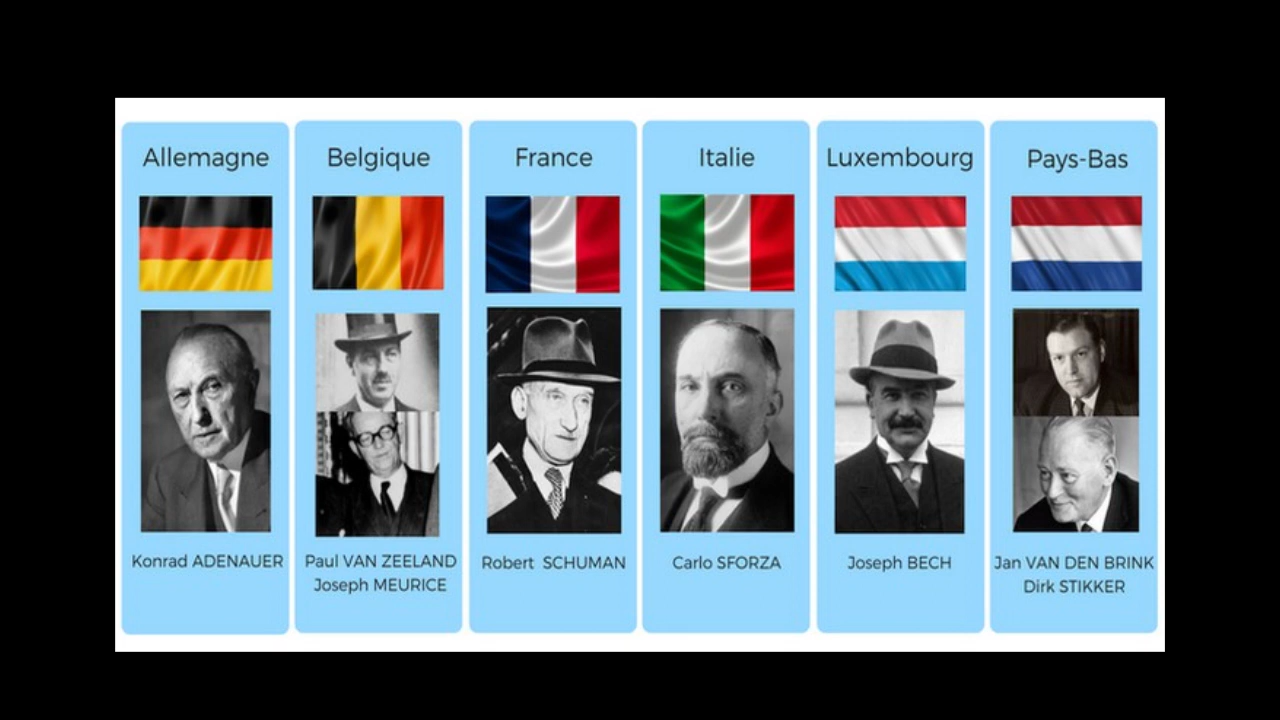 Allemagne
Belgique
France
Italie
Luxembourg
Pays-Bas
Konrad ADENAUER
Paul VAN ZEELAND
Joseph MEURICE
Robert SCHUMAN
Carlo SFORZA
Joseph BECH
Jan VAN DEN BRINK
Dirk STIKKER